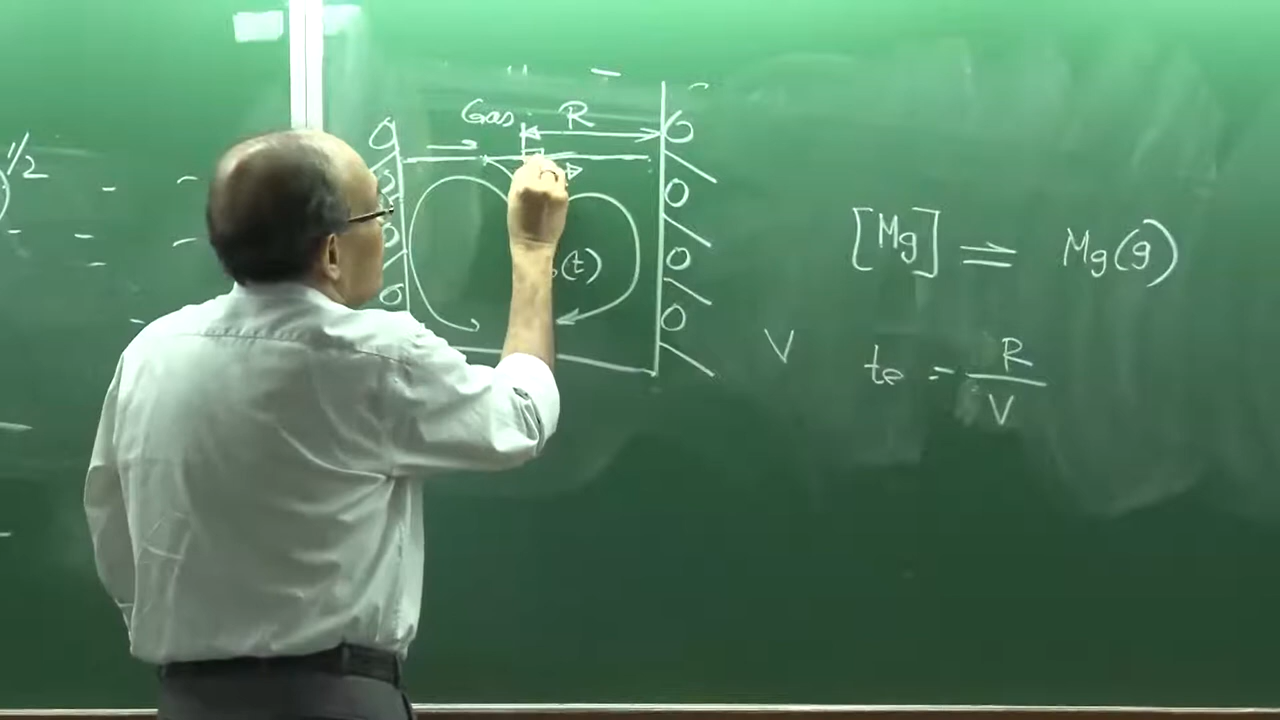 )^{1/2}
Gas R
(t)
[Mg] ⇌ Mg(g)
V
te = R/V